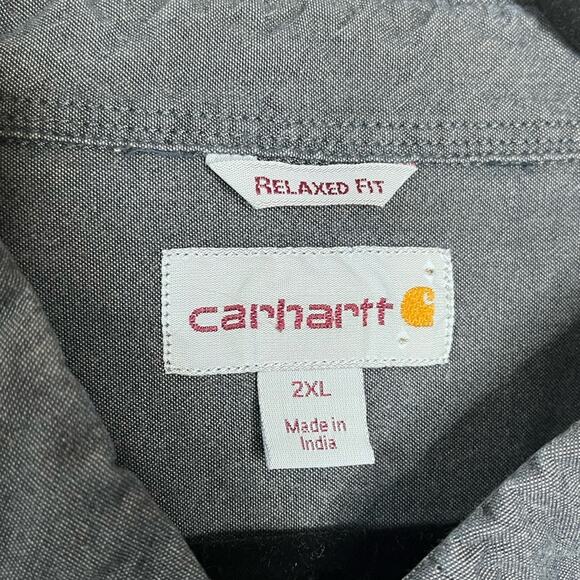 RELAXED FIT
carhartt
2XL
Made in
India